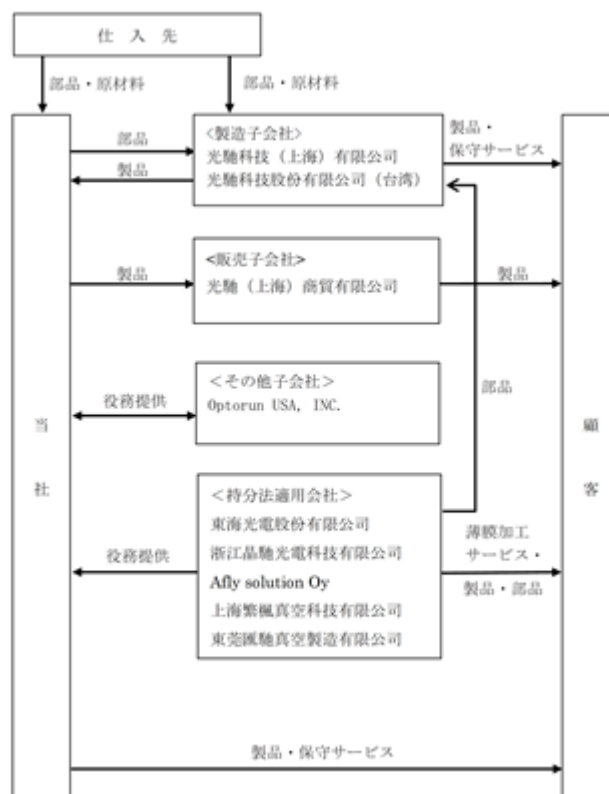 仕 入 先
部品・原材料
部品・原材料
部品
製品
<製造子会社>
光馳科技（上海）有限公司
光馳科技股份有限公司（台湾）
製品・
保守サービス
製品
<販売子会社>
光馳（上海）商貿有限公司
製品
部品
役務提供
＜その他子会社＞
Optorun USA, INC.
当
社
顧
客
役務提供
＜持分法適用会社＞
東海光電股份有限公司
浙江晶馳光電科技有限公司
Afly solution Oy
上海繁楓真空科技有限公司
東莞匯馳真空製造有限公司
薄膜加工
サービス・
製品・部品
製品・保守サービス